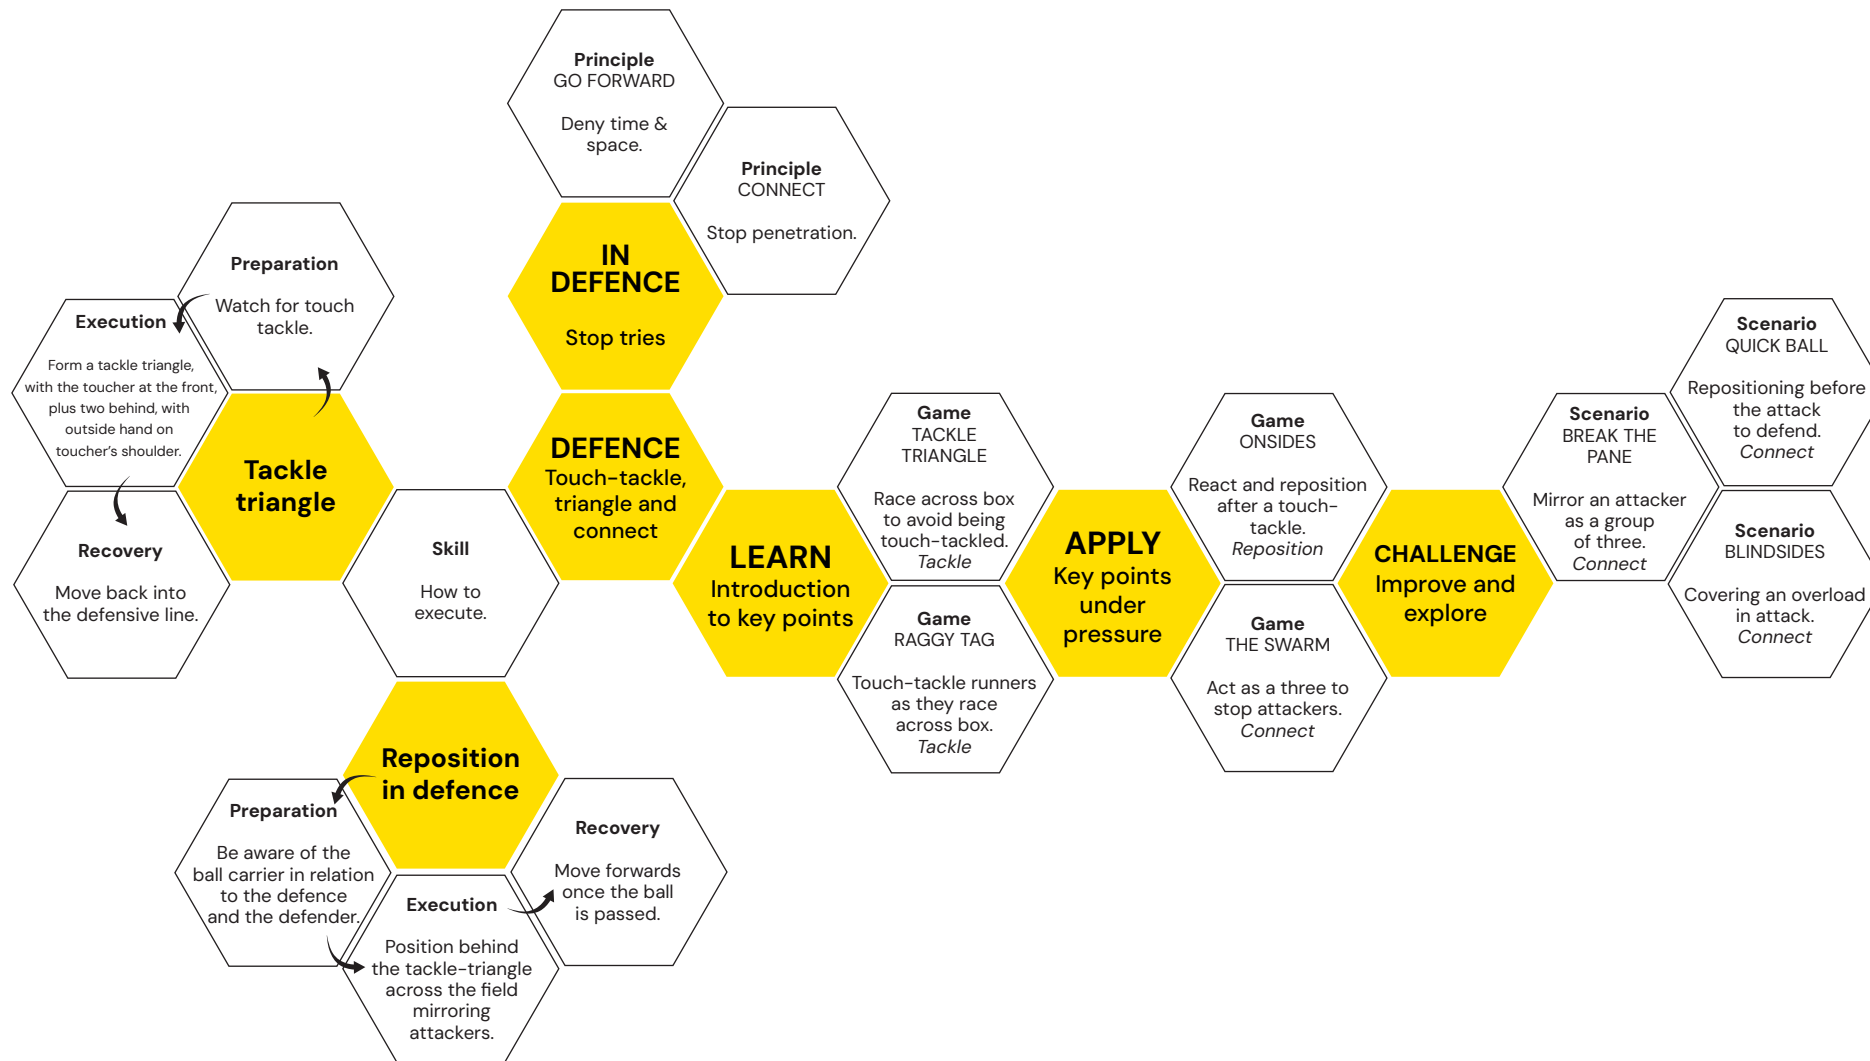 Principle
GO FORWARD
Deny time &
space.
Principle
CONNECT
Stop penetration.
IN
DEFENCE
Stop tries
Preparation
Watch for touch
tackle.
Execution
Form a tackle triangle,
with the toucher at the front,
plus two behind, with
outside hand on
toucher's shoulder.
Recovery
Move back into
the defensive line.
Tackle
triangle
Skill
How to
execute.
DEFENCE
Touch-tackle,
triangle and
connect
Reposition
in defence
Preparation
Be aware of the
ball carrier in relation
to the defence
and the defender.
Execution
Position behind
the tackle-triangle
across the field
mirroring
attackers.
Recovery
Move forwards
once the ball
is passed.
LEARN
Introduction
to key points
Game
TACKLE
TRIANGLE
Race across box
to avoid being
touch-tackled.
Tackle
Game
RAGGY TAG
Touch-tackle runners
as they race
across box.
Tackle
APPLY
Key points
under
pressure
Game
ONSIDES
React and reposition
after a touch-
tackle.
Reposition
Game
THE SWARM
Act as a three to
stop attackers.
Connect
CHALLENGE
Improve and
explore
Scenario
BREAK THE
PANE
Mirror an attacker
as a group
of three.
Connect
Scenario
QUICK BALL
Repositioning before
the attack
to defend.
Connect
Scenario
BLINDSIDES
Covering an overload
in attack.
Connect